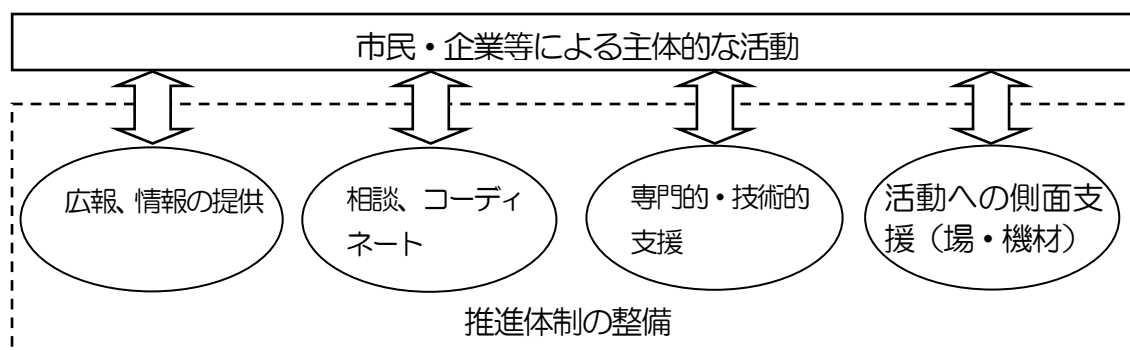 市民・企業等による主体的な活動
広報、情報の提供
相談、コーディ
ネート
専門的・技術的
支援
活動への側面支
援（場・機材）
推進体制の整備